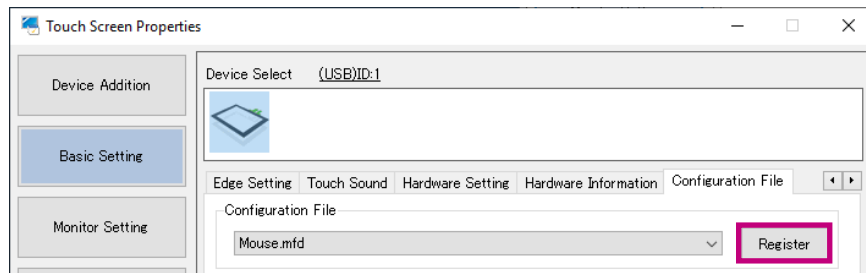 Touch Screen Properties
Device Addition
Device Select (USB)ID:1
Basic Setting
Edge Setting Touch Sound Hardware Setting Hardware Information Configuration File
Monitor Setting
Configuration File
Mouse.mfd Register